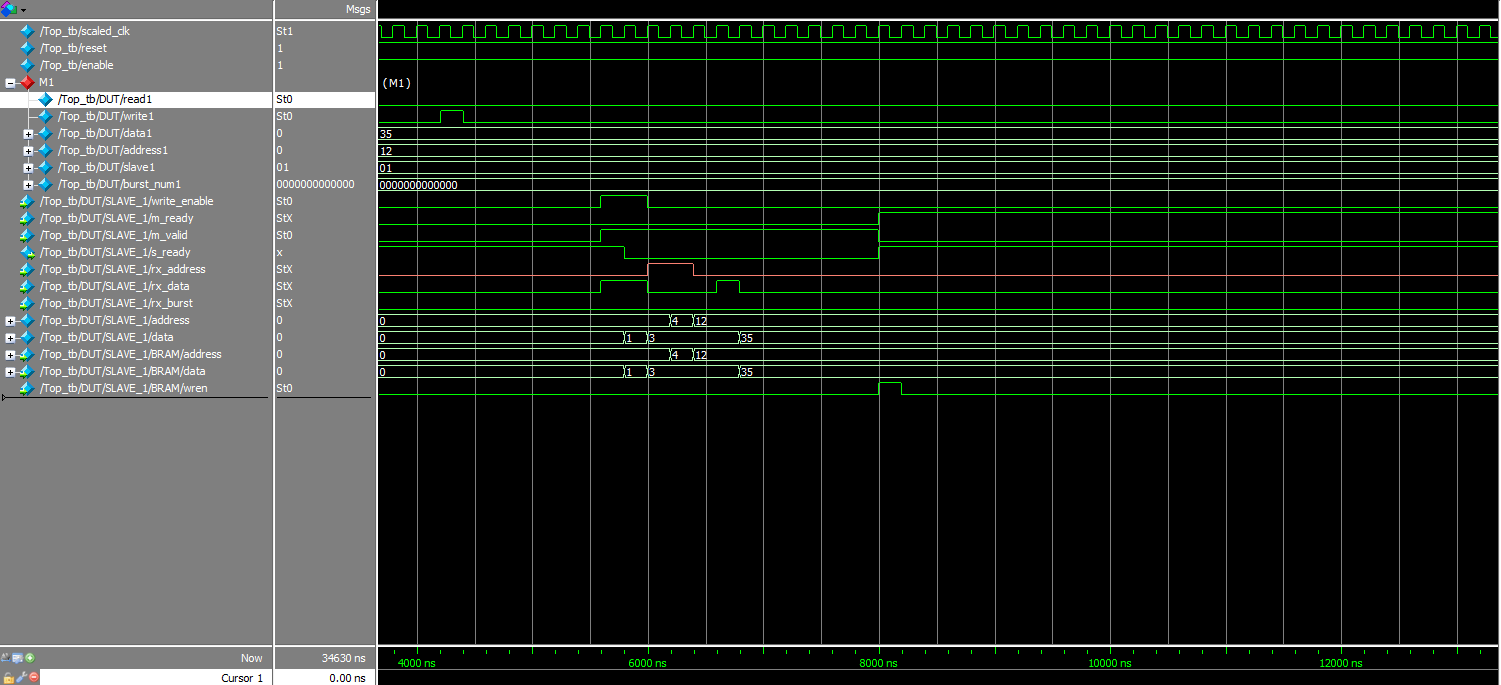 Msgs
/Top_tb/scaled_clk St1
/Top_tb/reset 1
/Top_tb/enable 1
M1 (M1)
/Top_tb/DUT/read1 St0
/Top_tb/DUT/write1 St0
/Top_tb/DUT/data1 0 35
/Top_tb/DUT/address1 0 12
/Top_tb/DUT/slave1 01 01
/Top_tb/DUT/burst_num1 0000000000000 0000000000000
/Top_tb/DUT/SLAVE_1/write_enable St0
/Top_tb/DUT/SLAVE_1/m_ready StX
/Top_tb/DUT/SLAVE_1/m_valid St0
/Top_tb/DUT/SLAVE_1/s_ready x
/Top_tb/DUT/SLAVE_1/rx_address StX
/Top_tb/DUT/SLAVE_1/rx_data StX
/Top_tb/DUT/SLAVE_1/rx_burst StX
/Top_tb/DUT/SLAVE_1/address 0 0 4 12
/Top_tb/DUT/SLAVE_1/data 0 0 1 3 35
/Top_tb/DUT/SLAVE_1/BRAM/address 0 0 4 12
/Top_tb/DUT/SLAVE_1/BRAM/data 0 0 1 3 35
/Top_tb/DUT/SLAVE_1/BRAM/wren St0
Now 34630 ns 4000 ns 6000 ns 8000 ns 10000 ns 12000 ns
Cursor 1 0.00 ns